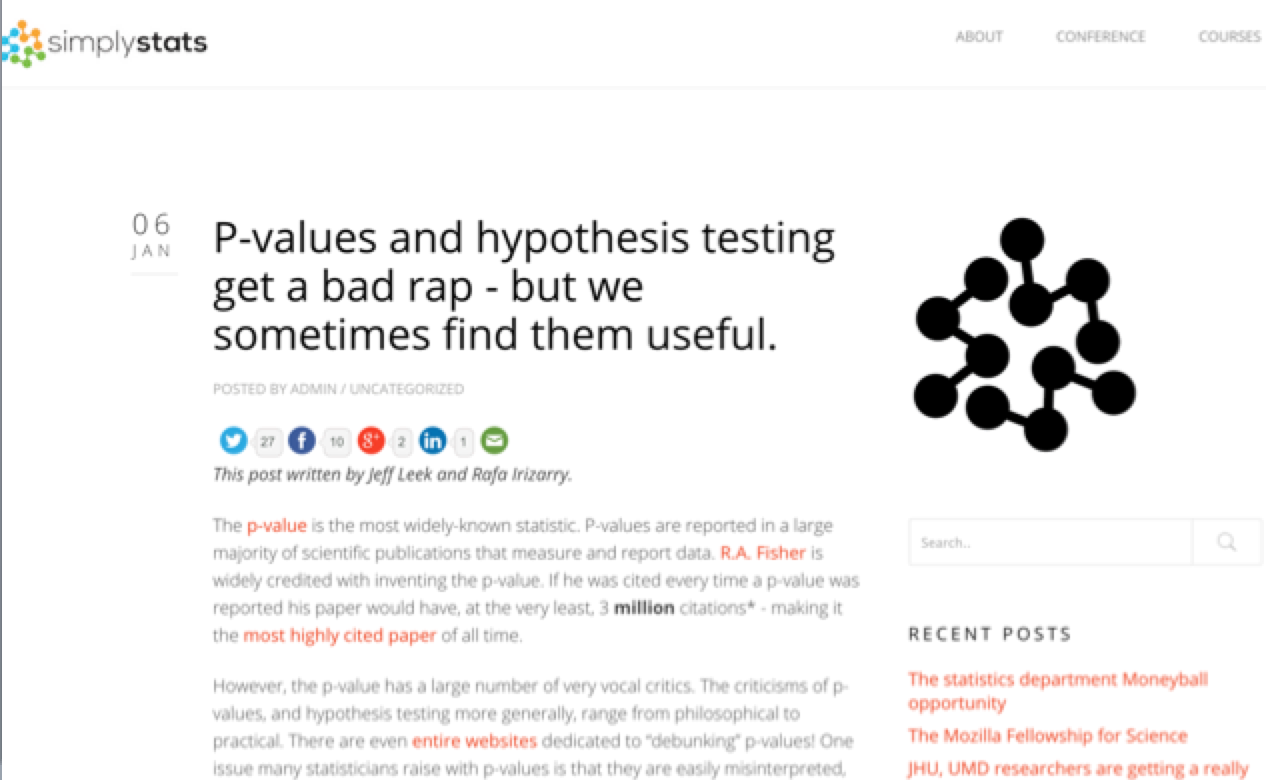 simplystats
ABOUT
CONFERENCE
COURSES
06
JAN
P-values and hypothesis testing
get a bad rap - but we
sometimes find them useful.
POSTED BY ADMIN / UNCATEGORIZED
27
10
2
1
This post written by Jeff Leek and Rafa Irizarry.
The p-value is the most widely-known statistic. P-values are reported in a large
majority of scientific publications that measure and report data. R.A. Fisher is
widely credited with inventing the p-value. If he was cited every time a p-value was
reported his paper would have, at the very least, 3 million citations* - making it
the most highly cited paper of all time.
However, the p-value has a large number of very vocal critics. The criticisms of p-
values, and hypothesis testing more generally, range from philosophical to
practical. There are even entire websites dedicated to “debunking” p-values! One
issue many statisticians raise with p-values is that they are easily misinterpreted,
Search..
RECENT POSTS
The statistics department Moneyball
opportunity
The Mozilla Fellowship for Science
JHU, UMD researchers are getting a really